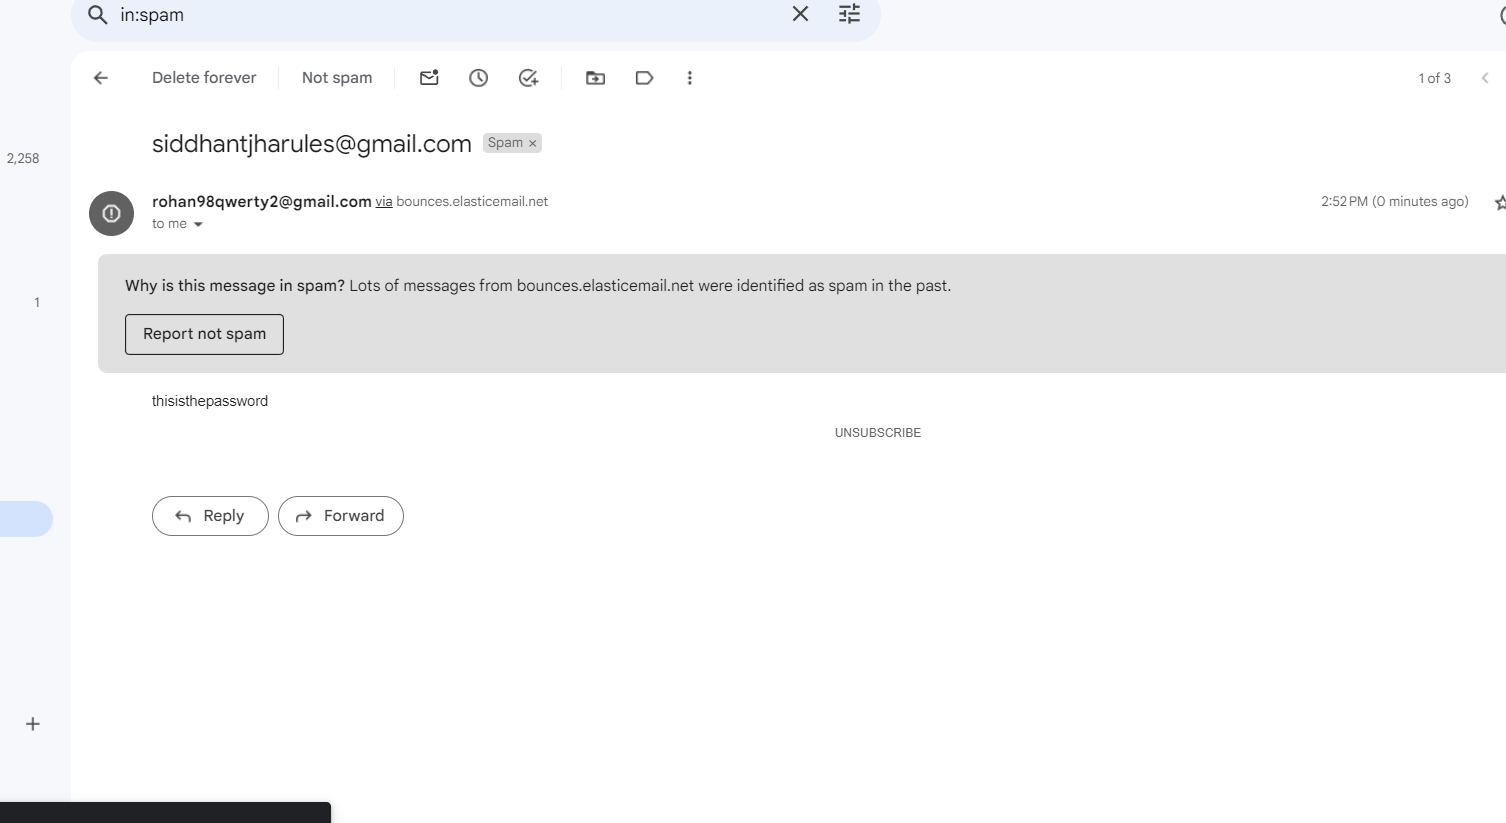 in:spam
Delete forever
Not spam
1 of 3
siddhantjharules@gmail.com Spam ×
2,258
rohan98qwerty2@gmail.com via bounces.elasticemail.net
2:52 PM (0 minutes ago)
to me
Why is this message in spam? Lots of messages from bounces.elasticemail.net were identified as spam in the past.
1
Report not spam
thisisthepassword
UNSUBSCRIBE
Reply
Forward